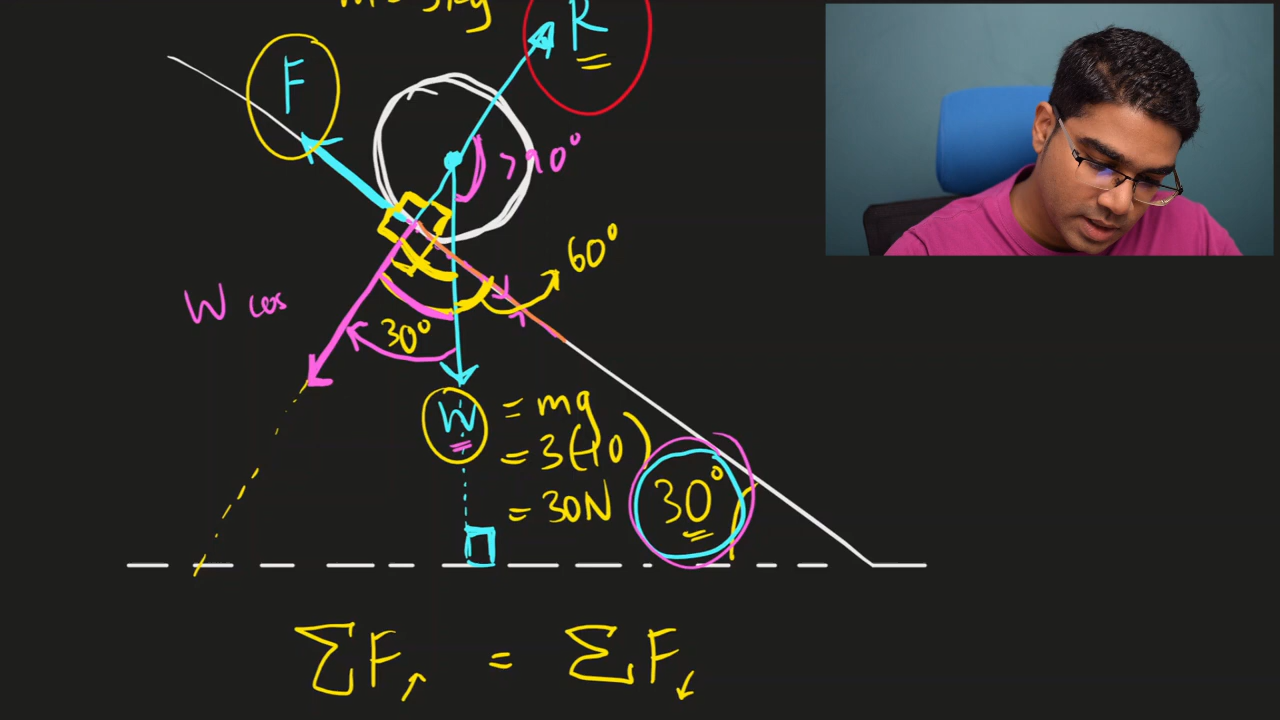 R
F
> 90°
60°
W cos
30°
W = mg
= 3(10)
= 30N
30°
ΣF↗ = ΣF↙